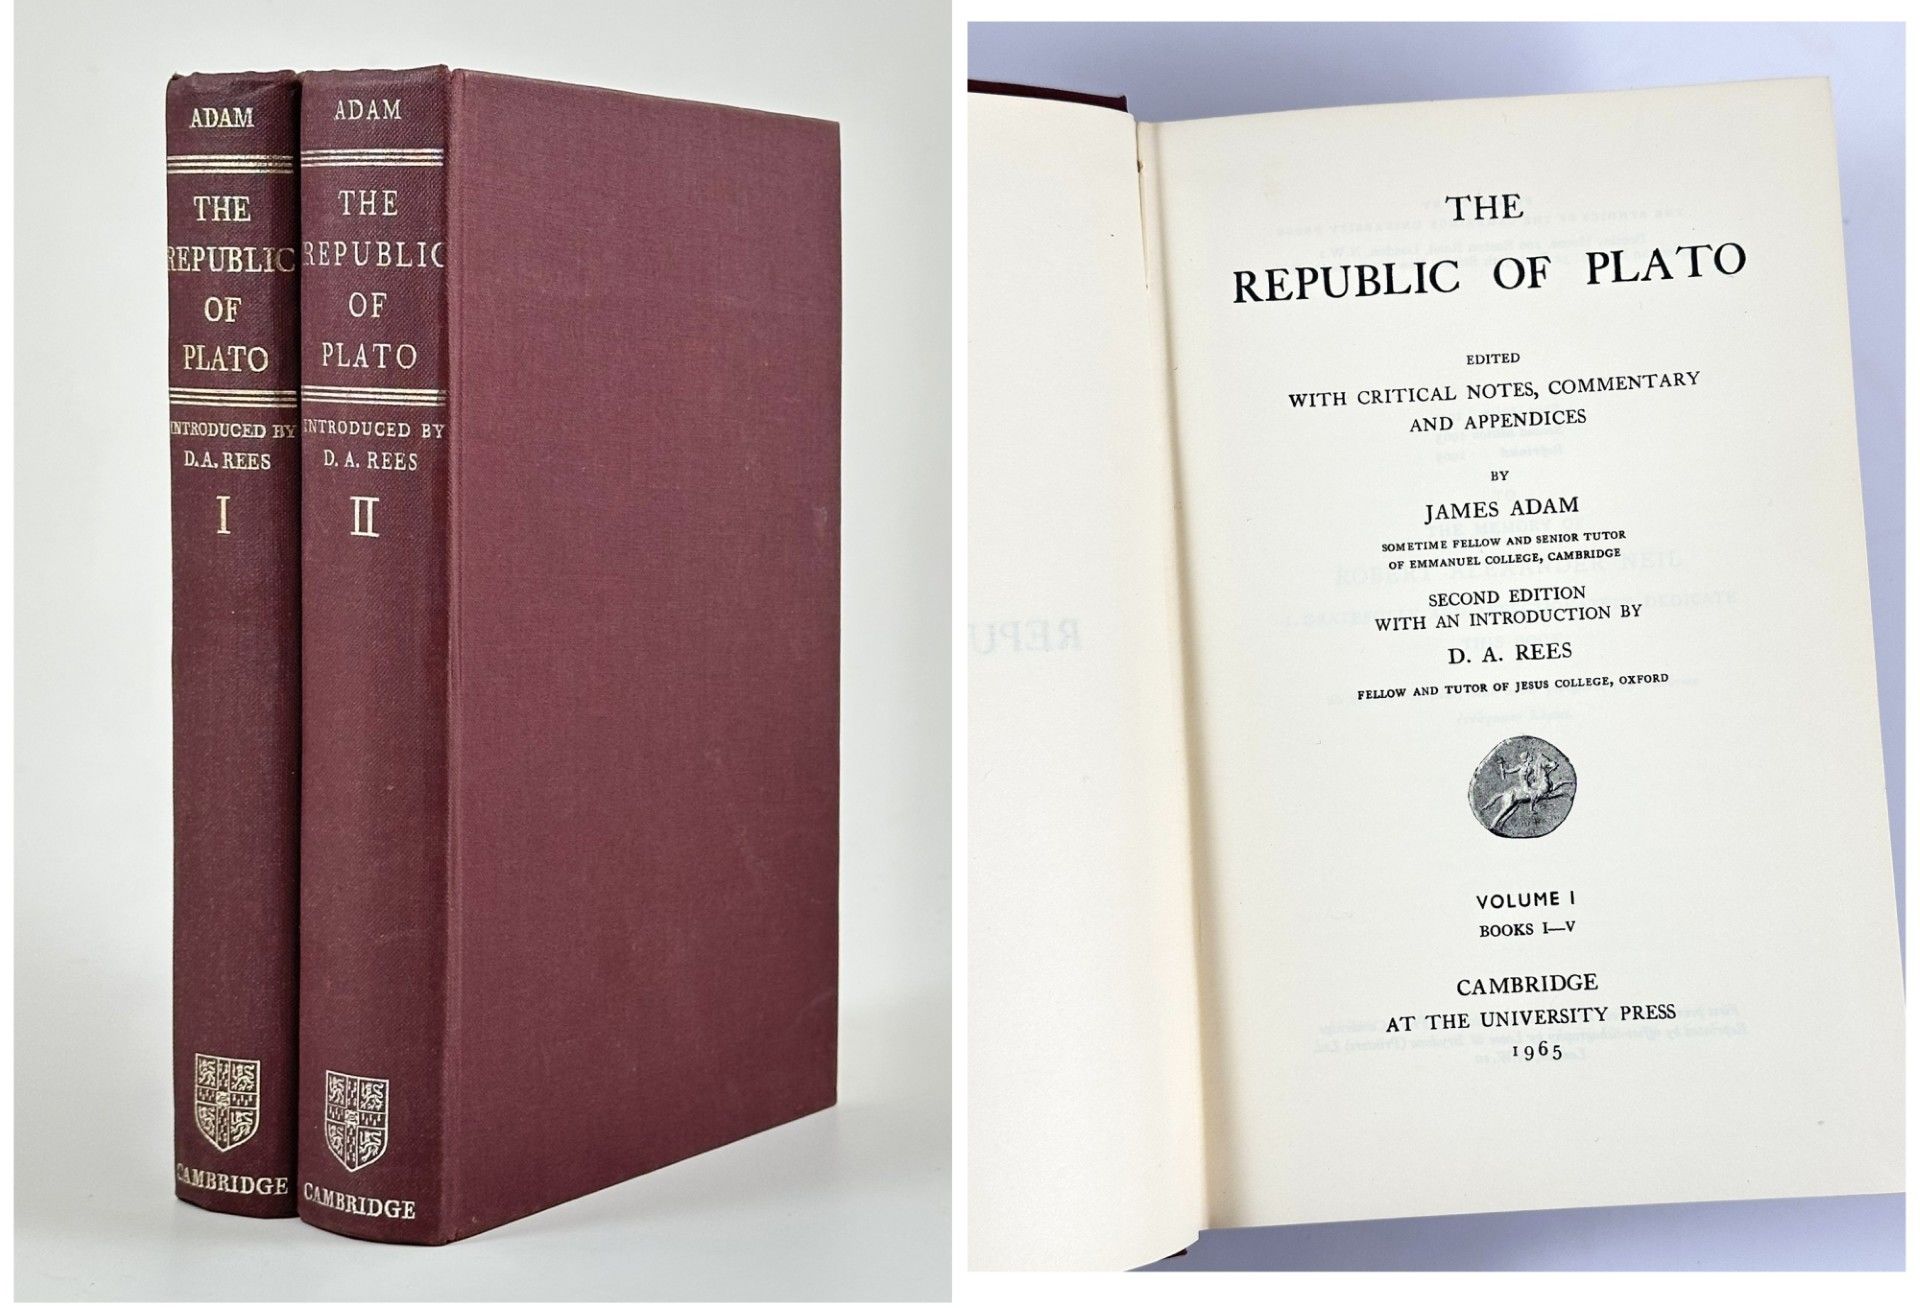 ADAM
THE
REPUBLIC
OF
PLATO
INTRODUCED BY
D. A. REES
I
CAMBRIDGE
ADAM
THE
REPUBLIC
OF
PLATO
INTRODUCED BY
D. A. REES
II
CAMBRIDGE
THE
REPUBLIC OF PLATO
EDITED
WITH CRITICAL NOTES, COMMENTARY
AND APPENDICES
BY
JAMES ADAM
SOMETIME FELLOW AND SENIOR TUTOR
OF EMMANUEL COLLEGE, CAMBRIDGE
SECOND EDITION
WITH AN INTRODUCTION BY
D. A. REES
FELLOW AND TUTOR OF JESUS COLLEGE, OXFORD
VOLUME I
BOOKS I—V
CAMBRIDGE
AT THE UNIVERSITY PRESS
1965